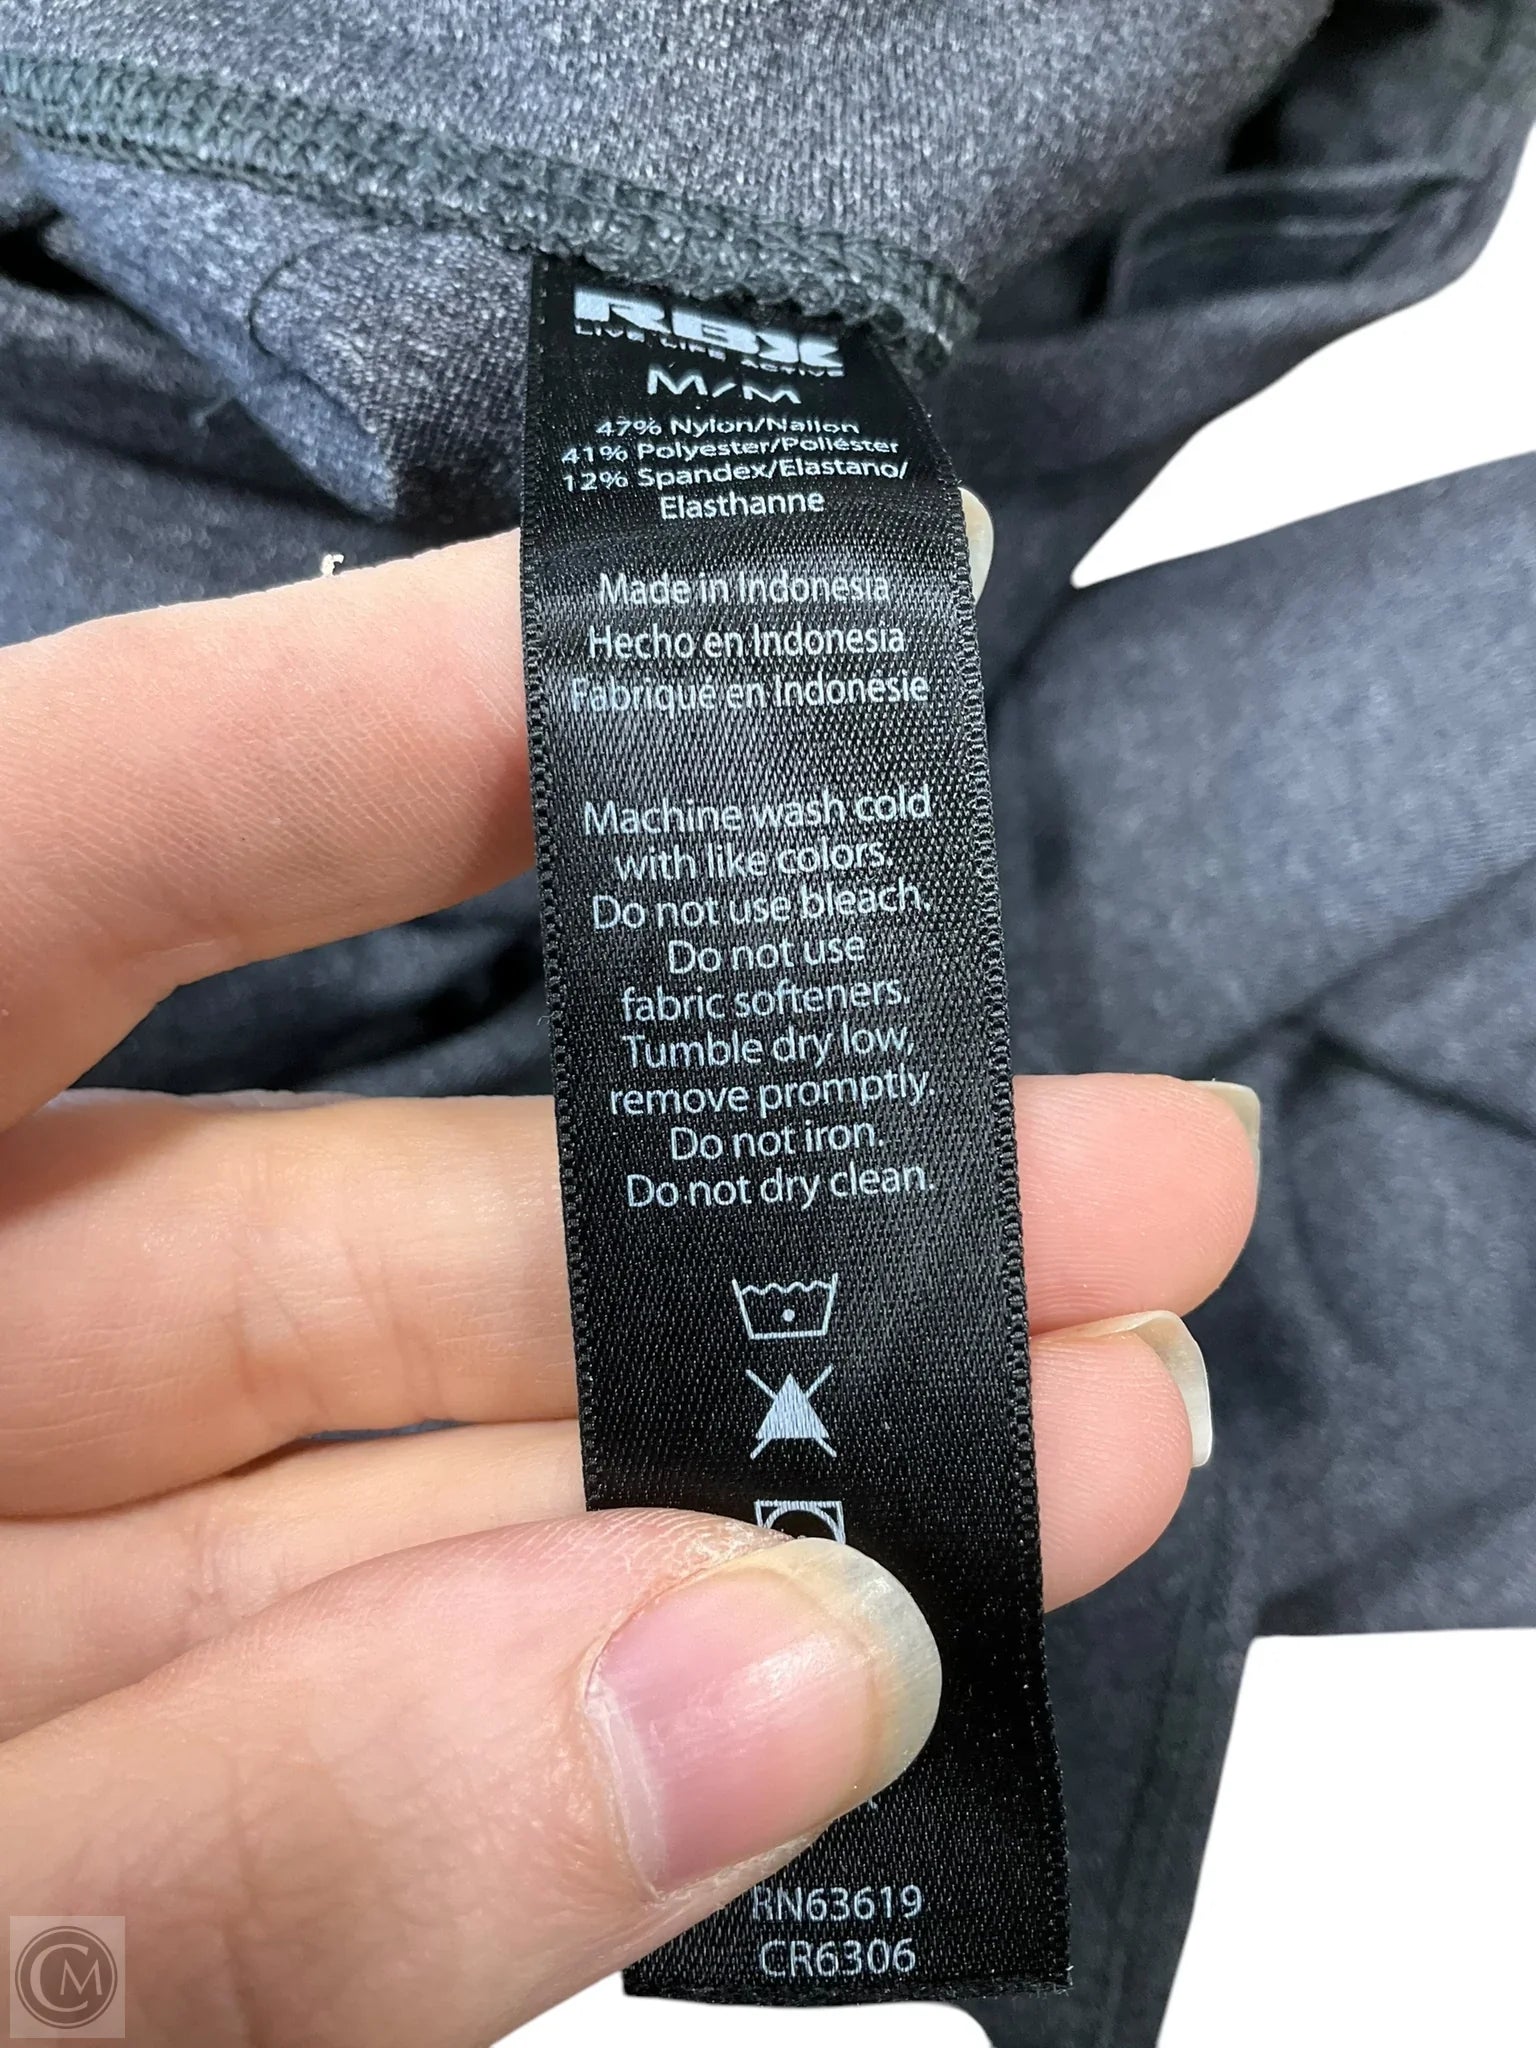 RBX
LIVE LIFE ACTIVE
M/M
47% Nylon/Nailon
41% Polyester/Poliéster
12% Spandex/Elastano/
Elasthanne
Made in Indonesia
Hecho en Indonesia
Fabriqué en Indonésie
Machine wash cold
with like colors.
Do not use bleach.
Do not use
fabric softeners.
Tumble dry low,
remove promptly.
Do not iron.
Do not dry clean.
RN63619
CR6306
CM